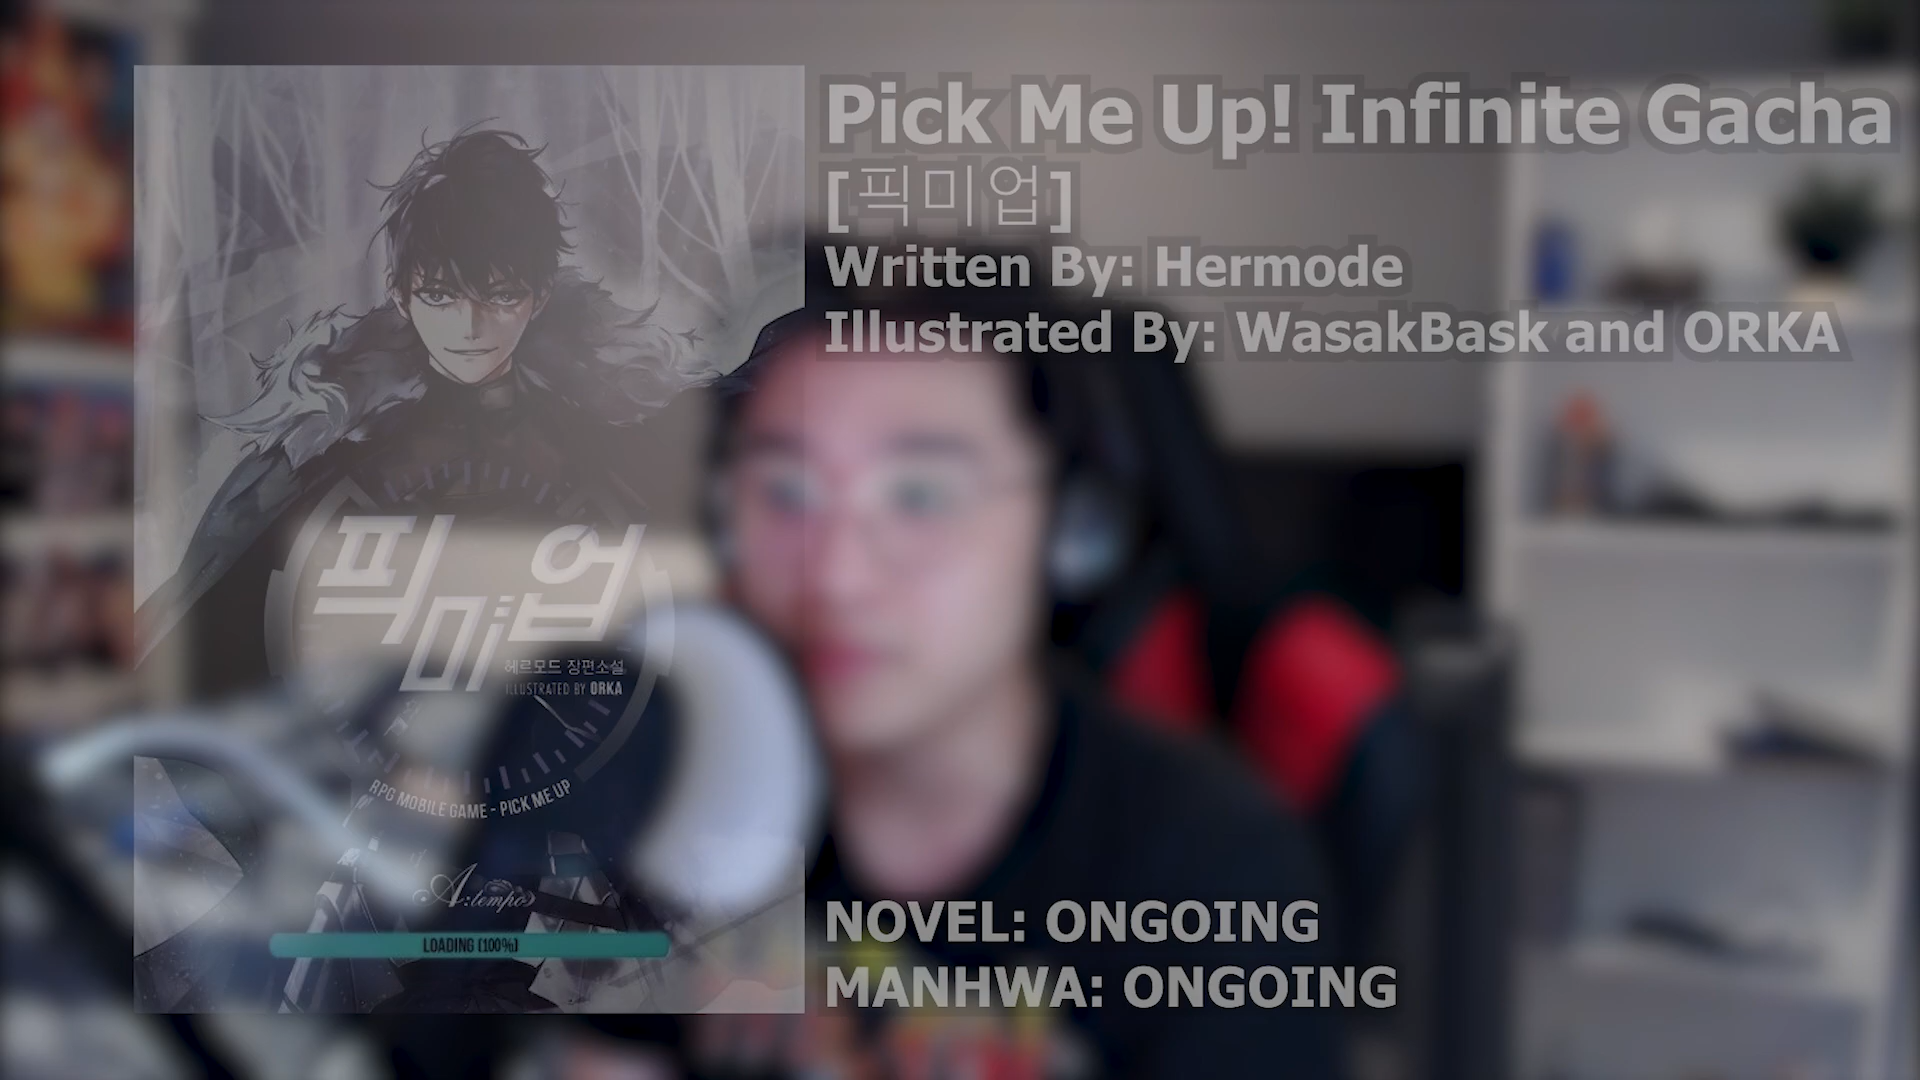 Pick Me Up! Infinite Gacha
[픽미업]
Written By: Hermode
Illustrated By: WasakBask and ORKA
픽미업
헤르모드 장편소설
ILLUSTRATED BY ORKA
RPG MOBILE GAME - PICK ME UP
A:tempo
LOADING (100%)
NOVEL: ONGOING
MANHWA: ONGOING